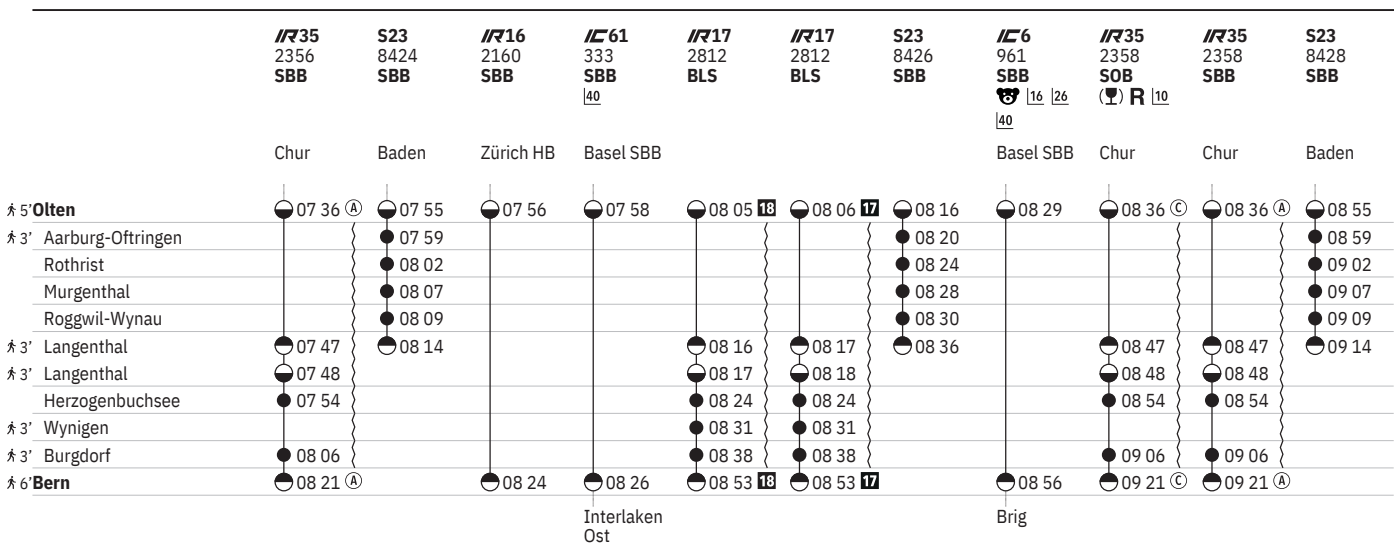 IR35 S23 IR16 IC61 IR17 IR17 S23 IC6 IR35 IR35 S23
2356 8424 2160 333 2812 2812 8426 961 2358 2358 8428
SBB SBB SBB SBB BLS BLS SBB SBB SOB SBB SBB
40 16 26 R 10
40
Chur Baden Zürich HB Basel SBB Basel SBB Chur Chur Baden
5' Olten 07 36 A 07 55 07 56 07 58 08 05 18 08 06 17 08 16 08 29 08 36 C 08 36 A 08 55
3' Aarburg-Oftringen 07 59 08 20 08 59
Rothrist 08 02 08 24 09 02
Murgenthal 08 07 08 28 09 07
Roggwil-Wynau 08 09 08 30 09 09
3' Langenthal 07 47 08 14 08 16 08 17 08 36 08 47 08 47 09 14
3' Langenthal 07 48 08 17 08 18 08 48 08 48
Herzogenbuchsee 07 54 08 24 08 24 08 54 08 54
3' Wynigen 08 31 08 31
3' Burgdorf 08 06 08 38 08 38 09 06 09 06
6' Bern 08 21 A 08 24 08 26 08 53 18 08 53 17 08 56 09 21 C 09 21 A
Interlaken Brig
Ost